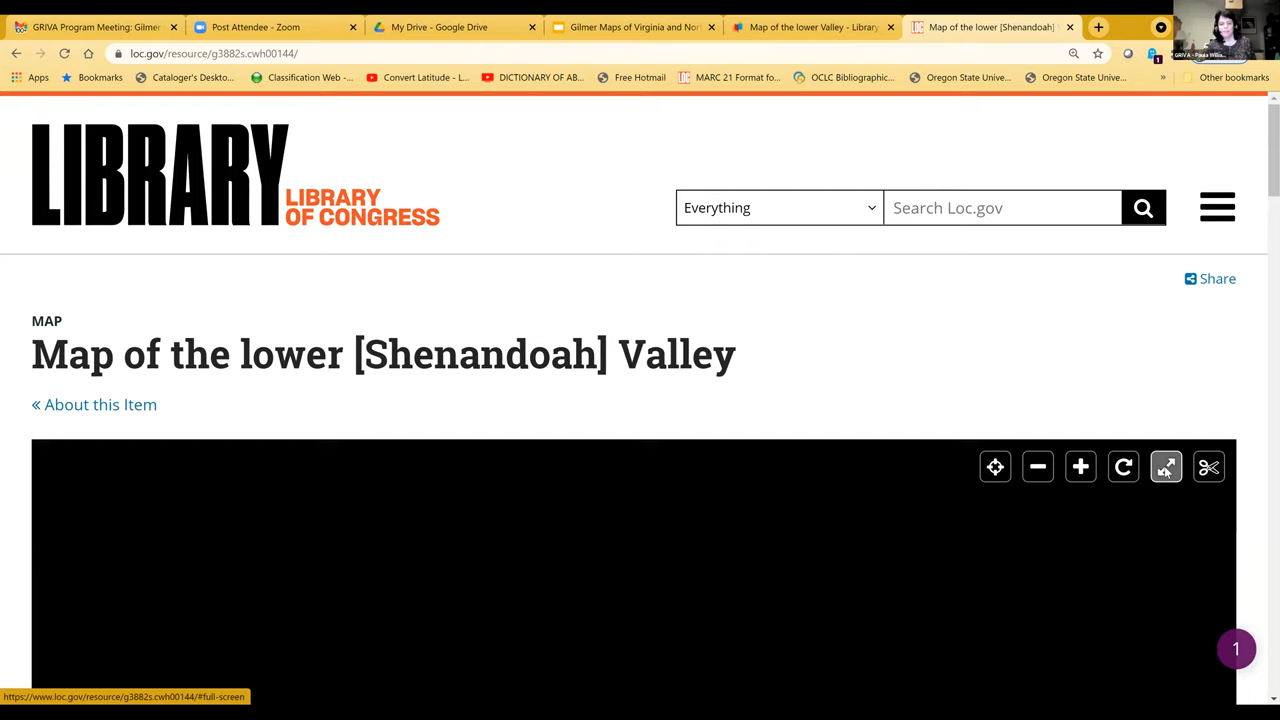 GRIVA Program Meeting: Gilmer
Post Attendee - Zoom
My Drive - Google Drive
Gilmer Maps of Virginia and Nort
Map of the lower Valley - Library
Map of the lower [Shenandoah]
loc.gov/resource/g3882s.cwh00144/
GRIVA - Paula Willia...
Apps
Bookmarks
Cataloger's Deskto...
Classification Web -...
Convert Latitude - L...
DICTIONARY OF AB...
Free Hotmail
MARC 21 Format fo...
OCLC Bibliographic...
Oregon State Unive...
Oregon State Unive...
»
Other bookmarks
LIBRARY
LIBRARY
OF CONGRESS
Everything
Search Loc.gov
Share
MAP
Map of the lower [Shenandoah] Valley
« About this Item
1
https://www.loc.gov/resource/g3882s.cwh00144/#full-screen